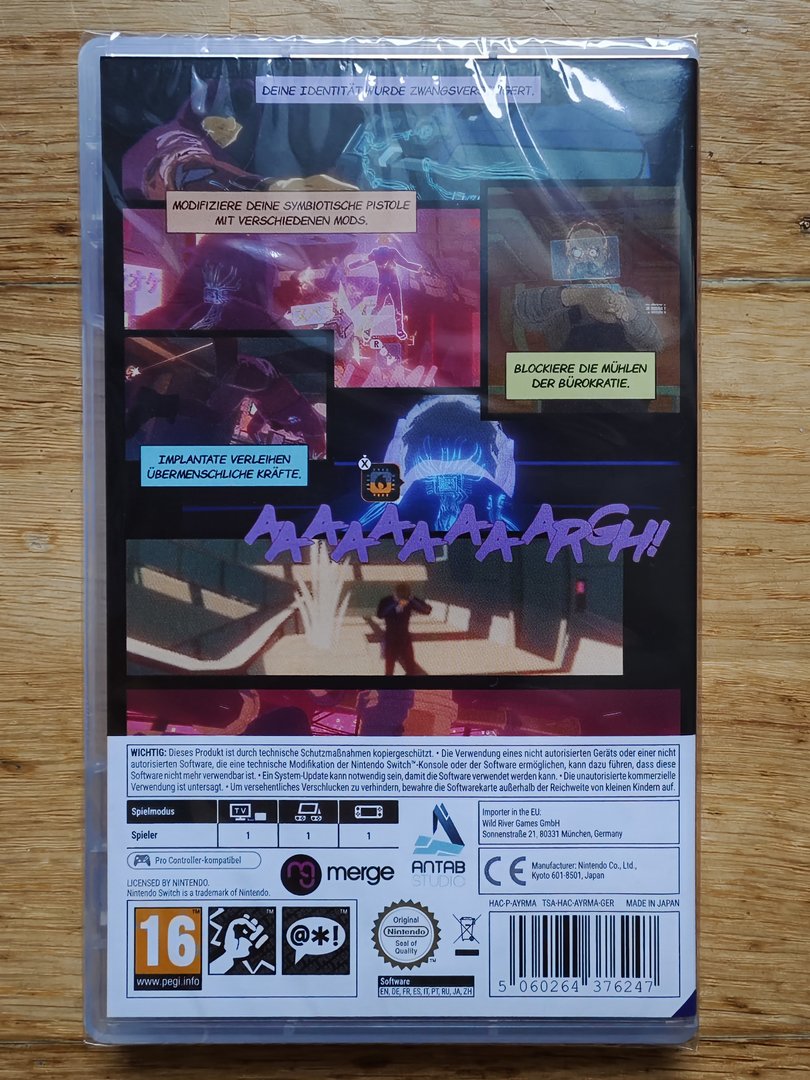 DEINE IDENTITÄT WURDE ZWANGSVERSTEIGERT.
MODIFIZIERE DEINE SYMBIOTISCHE PISTOLE
MIT VERSCHIEDENEN MODS.
R
BLOCKIERE DIE MÜHLEN
DER BÜROKRATIE.
IMPLANTATE VERLEIHEN
ÜBERMENSCHLICHE KRÄFTE.
X
AAAAAAAAARGH!
WICHTIG: Dieses Produkt ist durch technische Schutzmaßnahmen kopiergeschützt. • Die Verwendung eines nicht autorisierten Geräts oder einer nicht
autorisierten Software, die eine technische Modifikation der Nintendo Switch™-Konsole oder der Software ermöglichen, kann dazu führen, dass diese
Software nicht mehr verwendbar ist. • Ein System-Update kann notwendig sein, damit die Software verwendet werden kann. • Die unautorisierte kommerzielle
Verwendung ist untersagt. • Um versehentliches Verschlucken zu verhindern, bewahre die Softwarekarte außerhalb der Reichweite von kleinen Kindern auf.
Spielmodus TV
Spieler 1 1 1
Pro Controller-kompatibel
LICENSED BY NINTENDO.
Nintendo Switch is a trademark of Nintendo.
mg merge
ANTAB
STUDIO
Importer in the EU:
Wild River Games GmbH
Sonnenstraße 21, 80331 München, Germany
CE Manufacturer: Nintendo Co., Ltd.,
Kyoto 601-8501, Japan
HAC-P-AYRMA TSA-HAC-AYRMA-GER MADE IN JAPAN
16 ™
www.pegi.info
™
@*! ™
Original
Nintendo
Seal of
Quality ™
Software
EN, DE, FR, ES, IT, PT, RU, JA, ZH
5 060264 376247